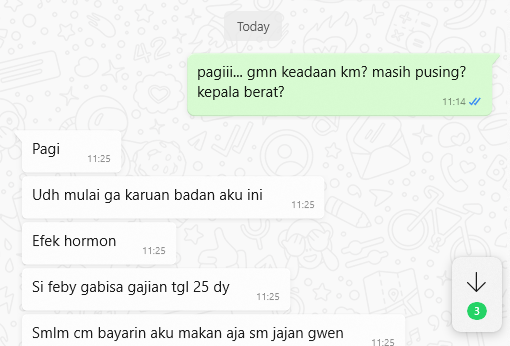 Today
pagiii... gmn keadaan km? masih pusing?
kepala berat?
11:14
Pagi
11:25
Udh mulai ga karuan badan aku ini
11:25
Efek hormon
11:25
Si feby gabisa gajian tgl 25 dy
11:25
3
Smlm cm bayarin aku makan aja sm jajan gwen
11:25